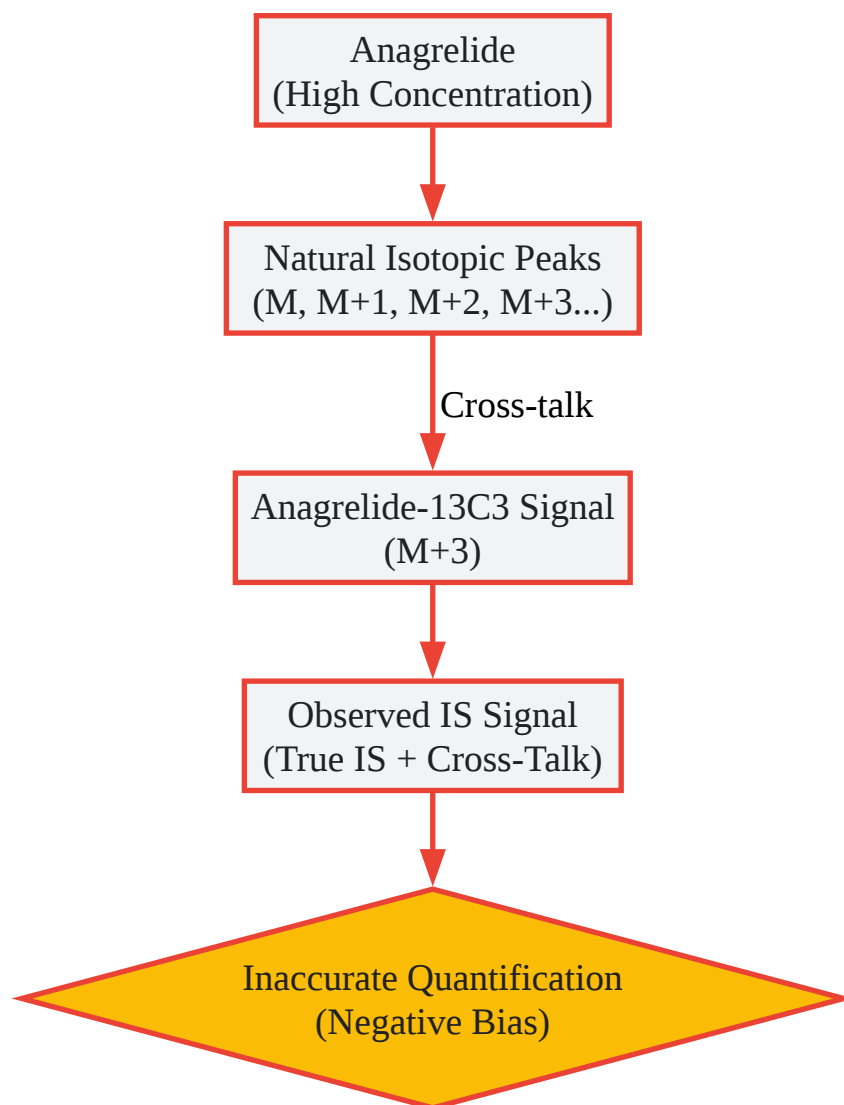 Anagrelide
(High Concentration)
Natural Isotopic Peaks
(M, M+1, M+2, M+3...)
Cross-talk
Anagrelide-13C3 Signal
(M+3)
Observed IS Signal
(True IS + Cross-Talk)
Inaccurate Quantification
(Negative Bias)